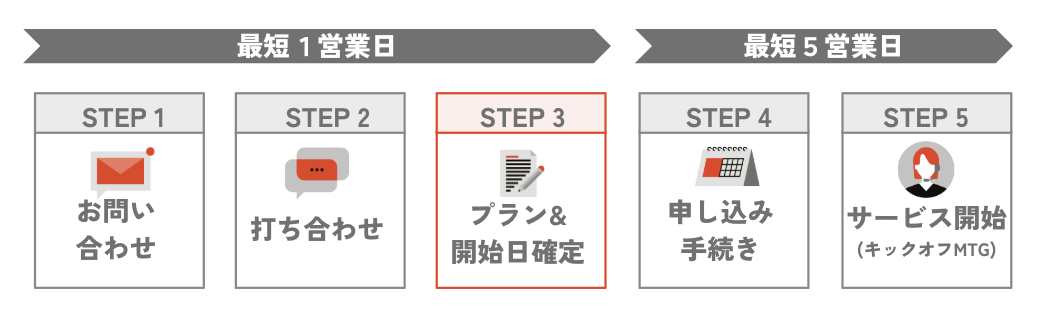 最短1営業日
最短5営業日
STEP 1
お問い
合わせ
STEP 2
打ち合わせ
STEP 3
プラン&
開始日確定
STEP 4
申し込み
手続き
STEP 5
サービス開始
(キックオフMTG)